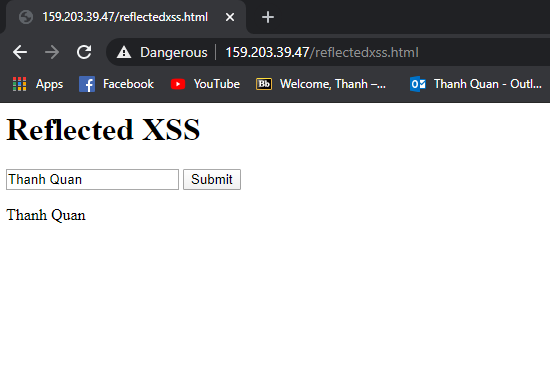 159.203.39.47/reflectedxss.html
Dangerous 159.203.39.47/reflectedxss.html
Apps Facebook YouTube Bb Welcome, Thanh –... Thanh Quan - Outl...
Reflected XSS
Thanh Quan Submit
Thanh Quan